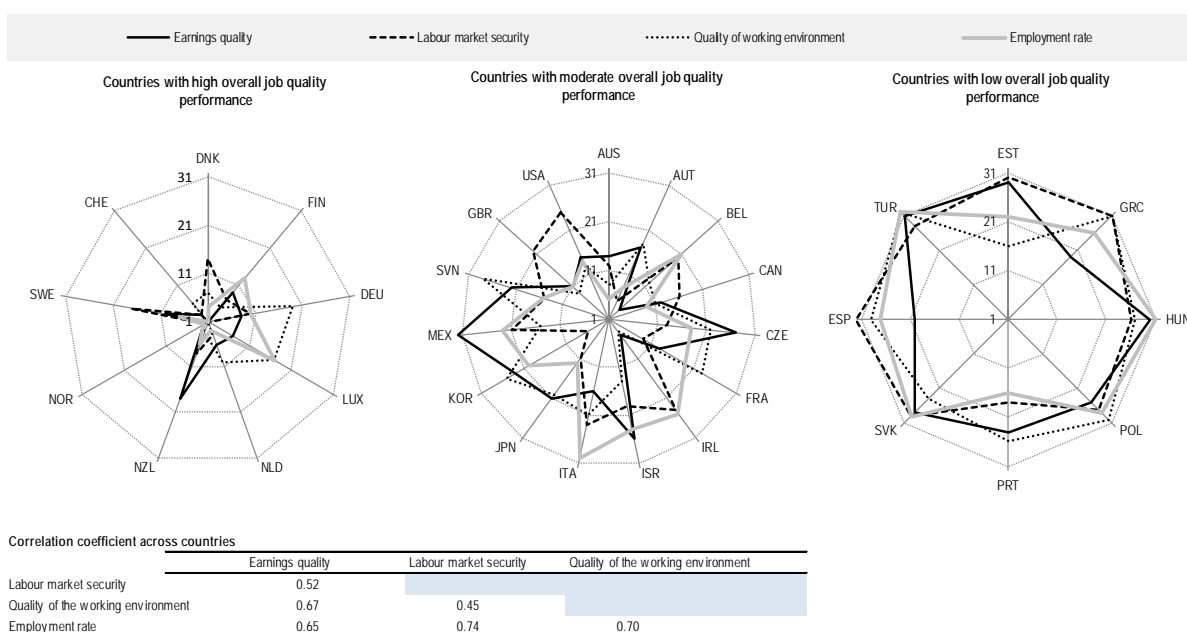 Earnings quality Labour market security Quality of working environment Employment rate
Countries with high overall job quality
performance
Countries with moderate overall job quality
performance
Countries with low overall job quality
performance
DNK
FIN
DEU
LUX
NLD
NZL
NOR
SWE
CHE
31
21
11
1
AUS
AUT
BEL
CAN
CZE
FRA
IRL
ISR
ITA
JPN
KOR
MEX
SVN
GBR
USA
31
21
11
1
EST
GRC
HUN
POL
PRT
SVK
ESP
TUR
31
21
11
1
Correlation coefficient across countries
Earnings quality Labour market security Quality of the working environment
Labour market security 0.52
Quality of the working environment 0.67 0.45
Employment rate 0.65 0.74 0.70